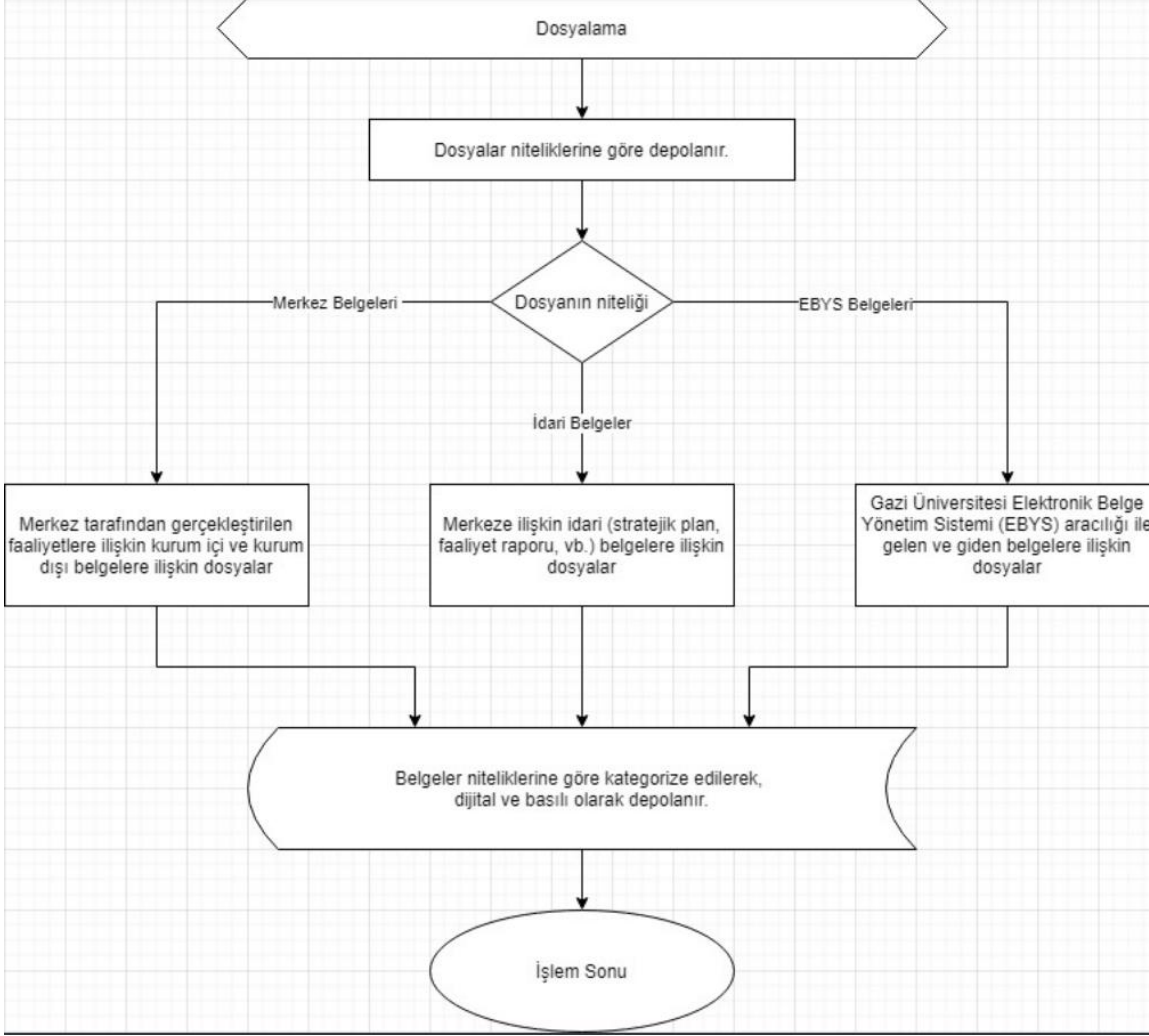 Dosyalama
Dosyalar niteliklerine göre depolanır.
Dosyanın niteliği
Merkez Belgeleri
EBYS Belgeleri
İdari Belgeler
Merkez tarafından gerçekleştirilen
faaliyetlere ilişkin kurum içi ve kurum
dışı belgelere ilişkin dosyalar
Merkeze ilişkin idari (stratejik plan,
faaliyet raporu, vb.) belgelere ilişkin
dosyalar
Gazi Üniversitesi Elektronik Belge
Yönetim Sistemi (EBYS) aracılığı ile
gelen ve giden belgelere ilişkin
dosyalar
Belgeler niteliklerine göre kategorize edilerek,
dijital ve basılı olarak depolanır.
İşlem Sonu